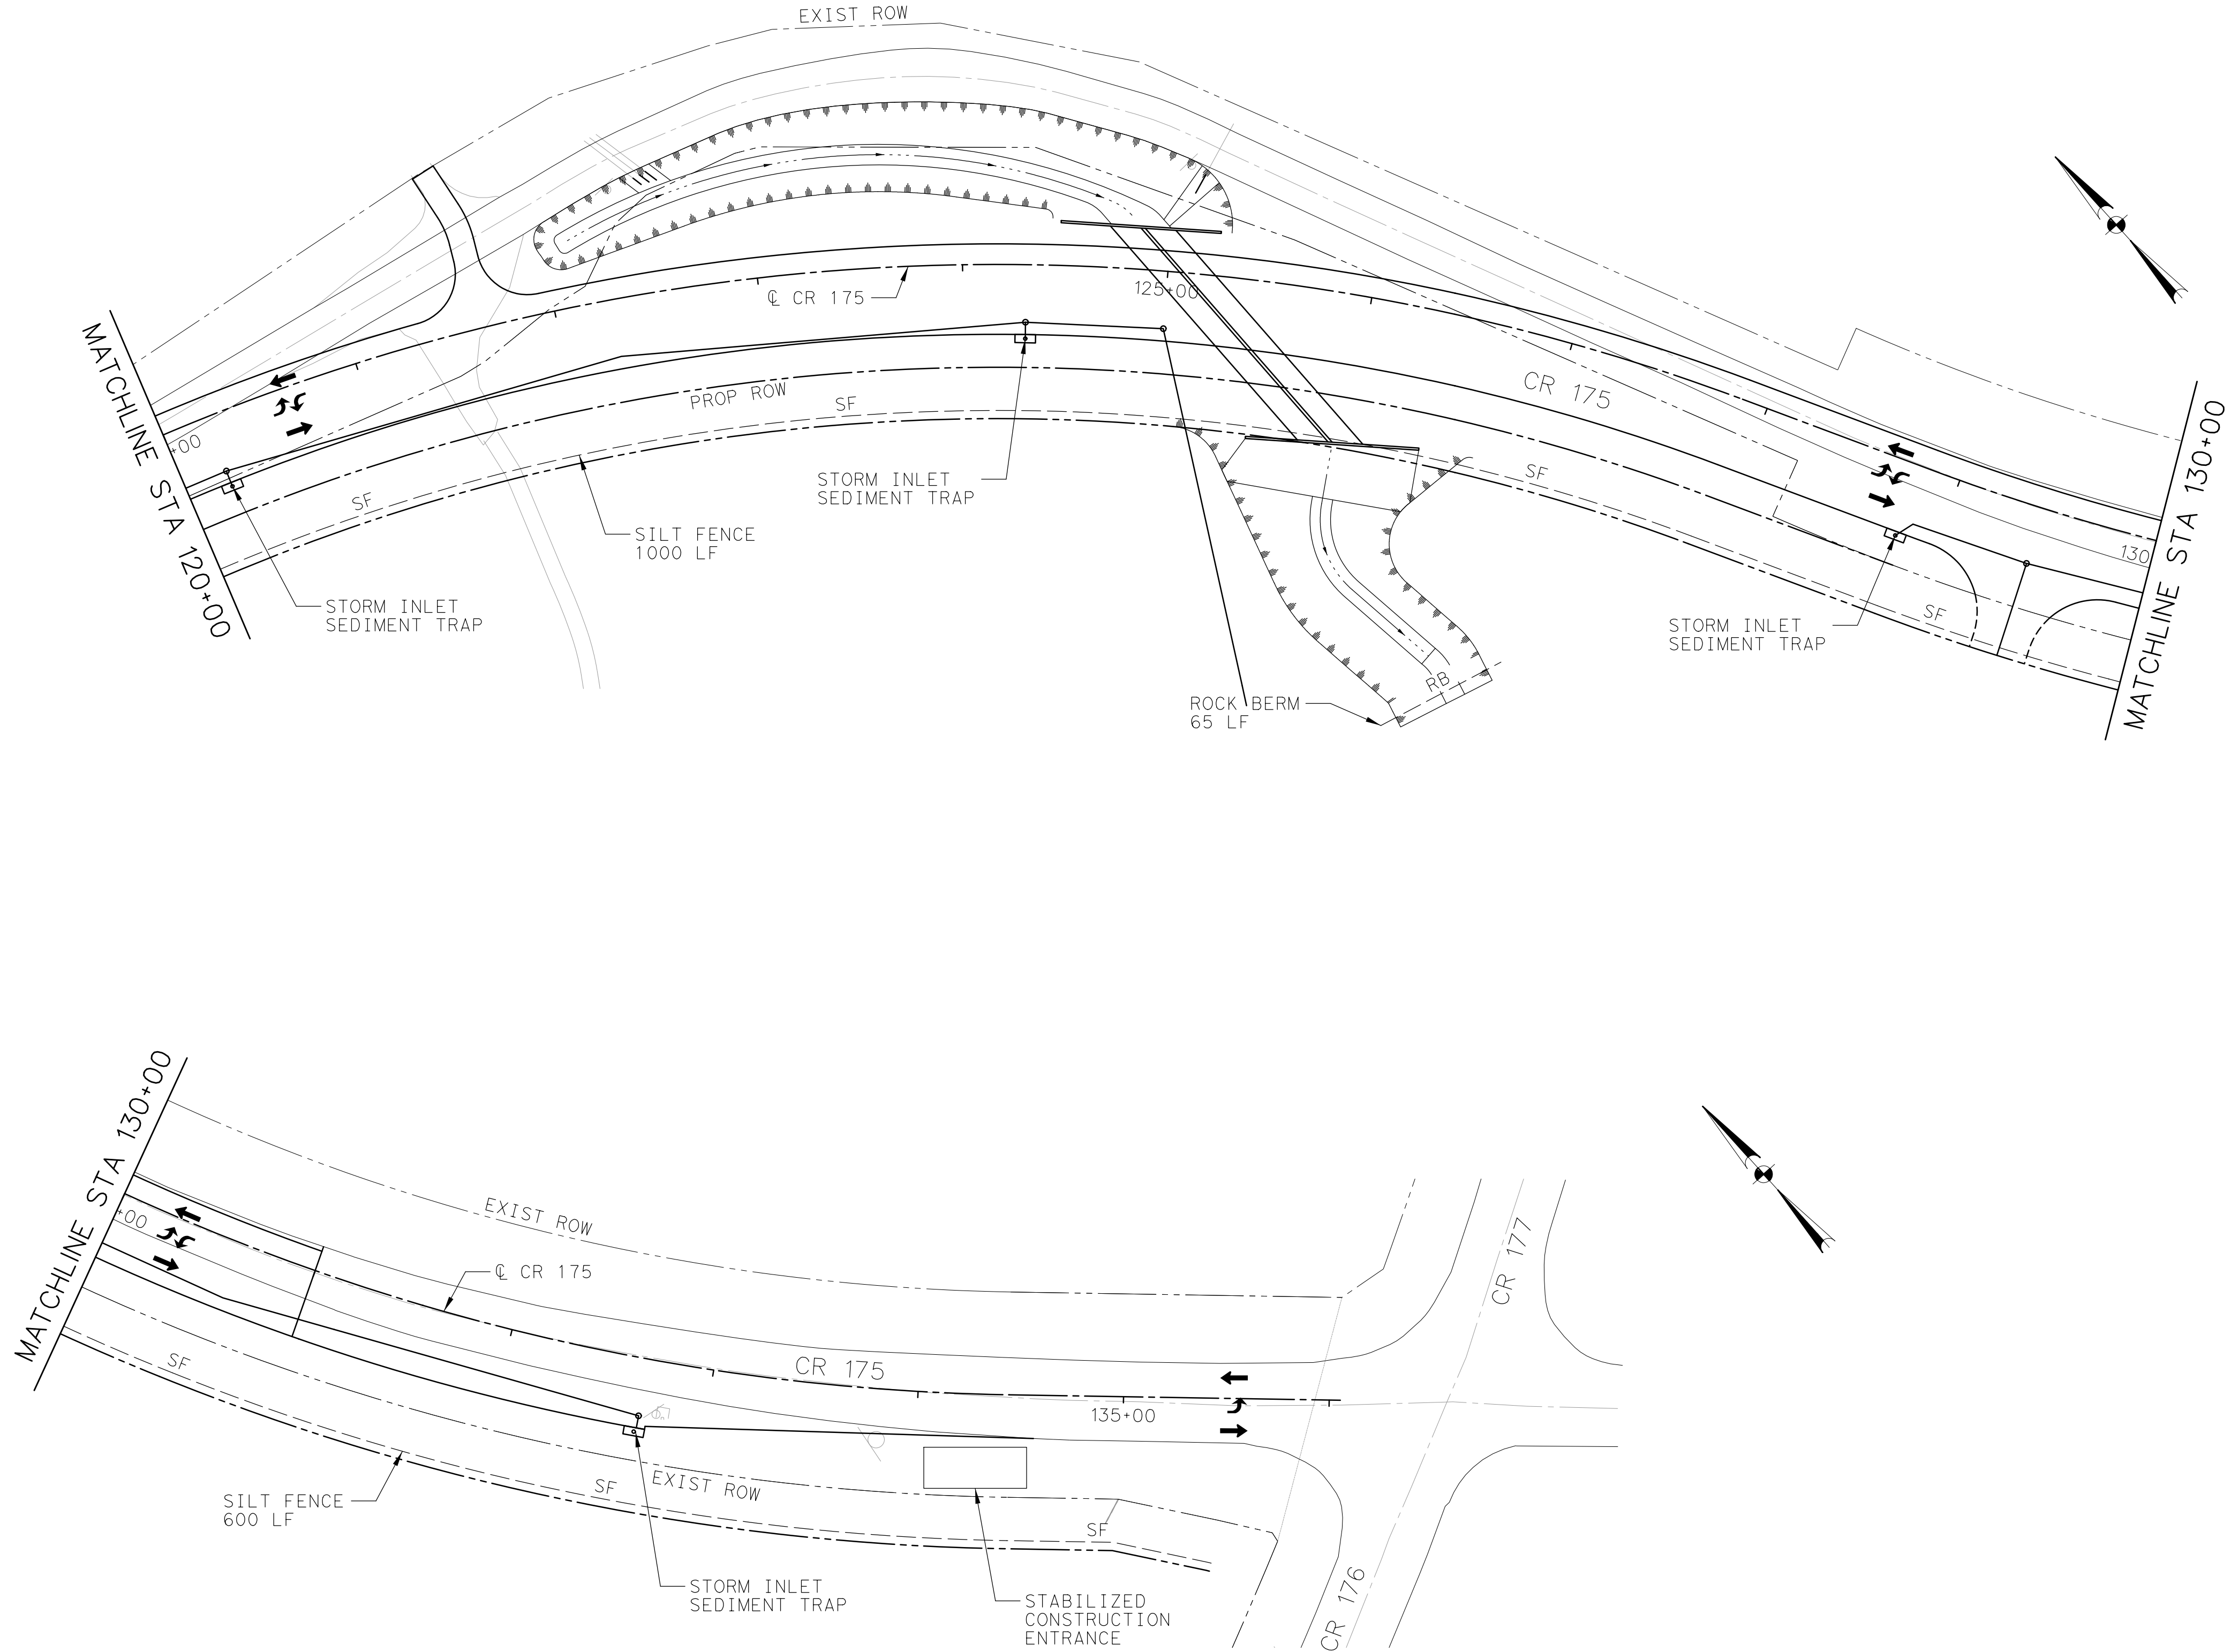 EXIST ROW
℄ CR 175
125+00
MATCHLINE STA 120+00
+00
PROP ROW
SF
CR 175
SF
SF
STORM INLET
SEDIMENT TRAP
SILT FENCE
1000 LF
STORM INLET
SEDIMENT TRAP
STORM INLET
SEDIMENT TRAP
SF
130
MATCHLINE STA 130+00
RB
ROCK BERM
65 LF
MATCHLINE STA 130+00
+00
EXIST ROW
℄ CR 175
CR 177
CR 175
135+00
SF
SF
EXIST ROW
SILT FENCE
600 LF
SF
STORM INLET
SEDIMENT TRAP
STABILIZED
CONSTRUCTION
ENTRANCE
CR 176